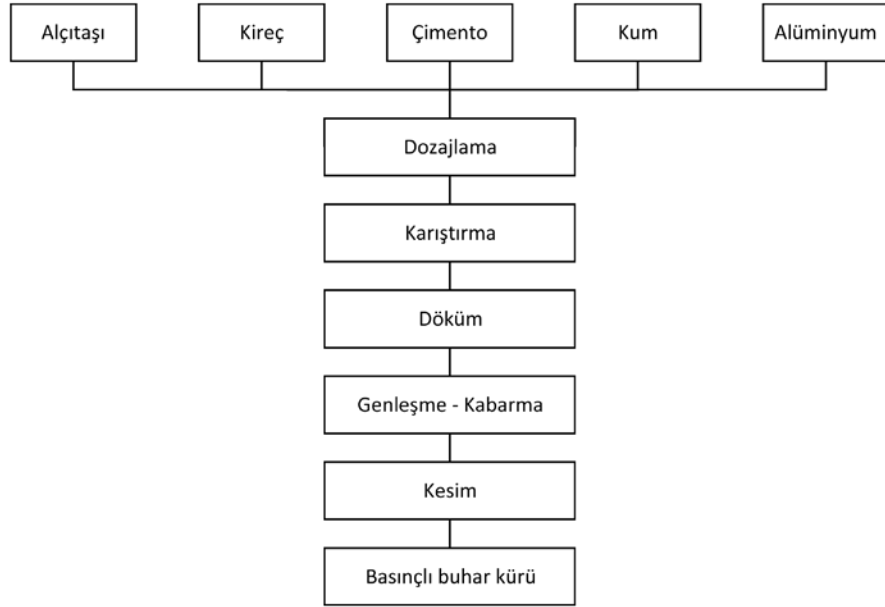 Alçıtaşı
Kireç
Çimento
Kum
Alüminyum
Dozajlama
Karıştırma
Döküm
Genleşme - Kabarma
Kesim
Basınçlı buhar kürü